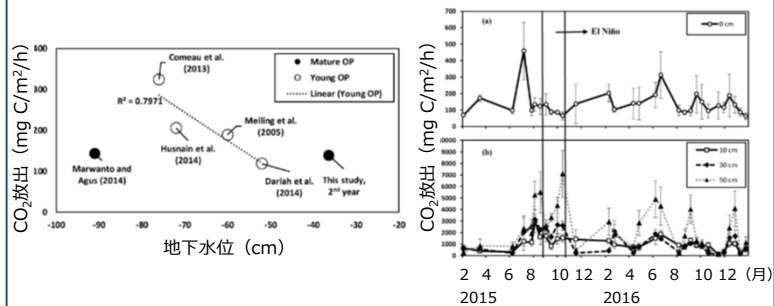 CO₂放出（mg C/m²/h）
400
300
200
100
0
Comeau et al.
(2013)
R² = 0.7971
Husnain et al.
(2014)
Melling et al.
(2005)
Marwanto and
Agus (2014)
Dariah et al.
(2014)
This study,
2ⁿᵈ year
Mature OP
Young OP
Linear (Young OP)
-100 -90 -80 -70 -60 -50 -40 -30 -20
地下水位（cm）
CO₂放出（mg C/m²/h）
(a)
El Niño
0 cm
700
600
500
400
300
200
100
0
(b)
10 cm
30 cm
50 cm
10000
9000
8000
7000
6000
5000
4000
3000
2000
1000
0
2 4 6 8 10 12 2 4 6 8 10 12（月）
2015 2016